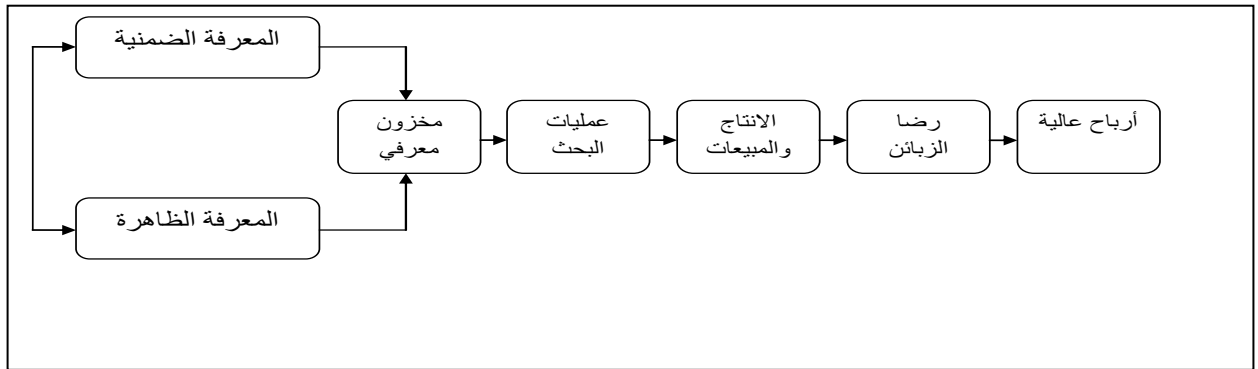 المعرفة الضمنية
مخزون
معرفي
عمليات
البحث
الانتاج
والمبيعات
رضا
الزبائن
أرباح عالية
المعرفة الظاهرة